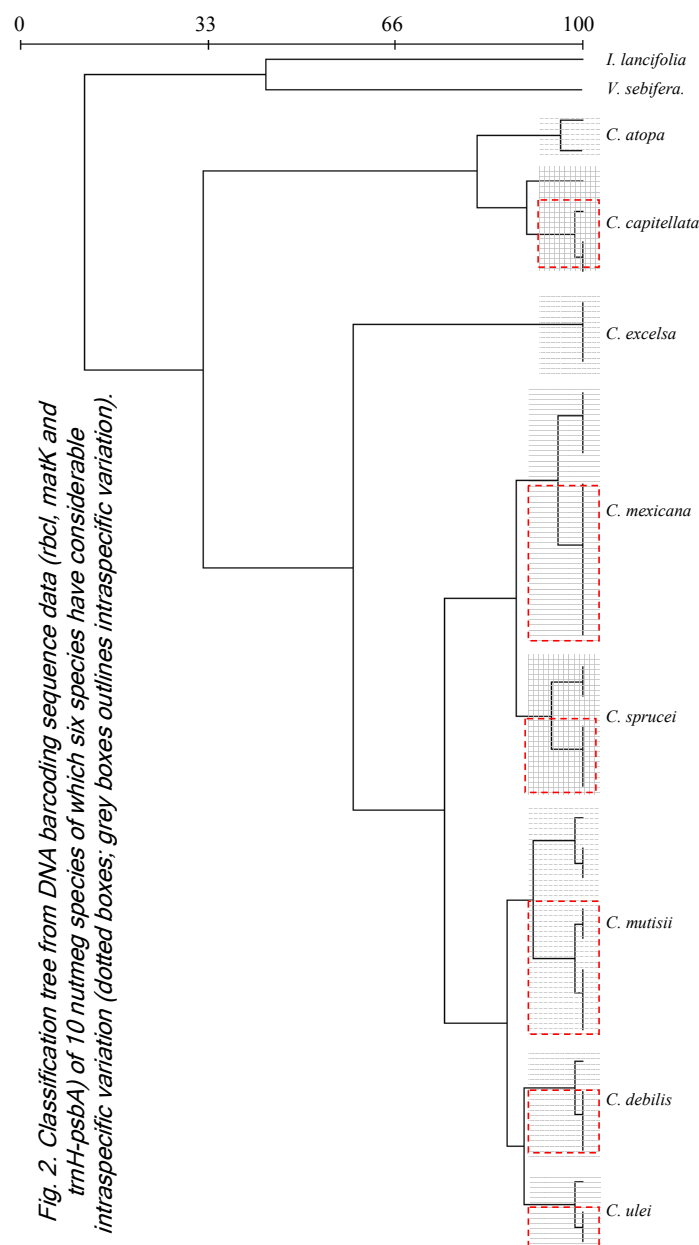 0 33 66 100
I. lancifolia
V. sebifera.
C. atopa
C. capitellata
C. excelsa
C. mexicana
C. sprucei
C. mutisii
C. debilis
C. ulei
Fig. 2. Classification tree from DNA barcoding sequence data (rbcl, matK and
trnH-psbA) of 10 nutmeg species of which six species have considerable
intraspecific variation (dotted boxes; grey boxes outlines intraspecific variation).